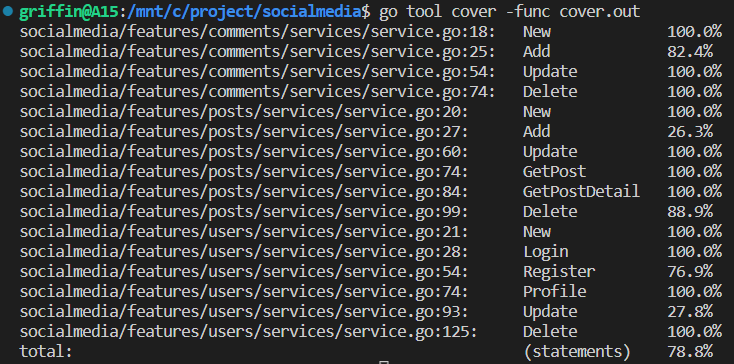 griffin@A15:/mnt/c/project/socialmedia$ go tool cover -func cover.out
socialmedia/features/comments/services/service.go:18: New 100.0%
socialmedia/features/comments/services/service.go:25: Add 82.4%
socialmedia/features/comments/services/service.go:54: Update 100.0%
socialmedia/features/comments/services/service.go:74: Delete 100.0%
socialmedia/features/posts/services/service.go:20: New 100.0%
socialmedia/features/posts/services/service.go:27: Add 26.3%
socialmedia/features/posts/services/service.go:60: Update 100.0%
socialmedia/features/posts/services/service.go:74: GetPost 100.0%
socialmedia/features/posts/services/service.go:84: GetPostDetail 100.0%
socialmedia/features/posts/services/service.go:99: Delete 88.9%
socialmedia/features/users/services/service.go:21: New 100.0%
socialmedia/features/users/services/service.go:28: Login 100.0%
socialmedia/features/users/services/service.go:54: Register 76.9%
socialmedia/features/users/services/service.go:74: Profile 100.0%
socialmedia/features/users/services/service.go:93: Update 27.8%
socialmedia/features/users/services/service.go:125: Delete 100.0%
total: (statements) 78.8%